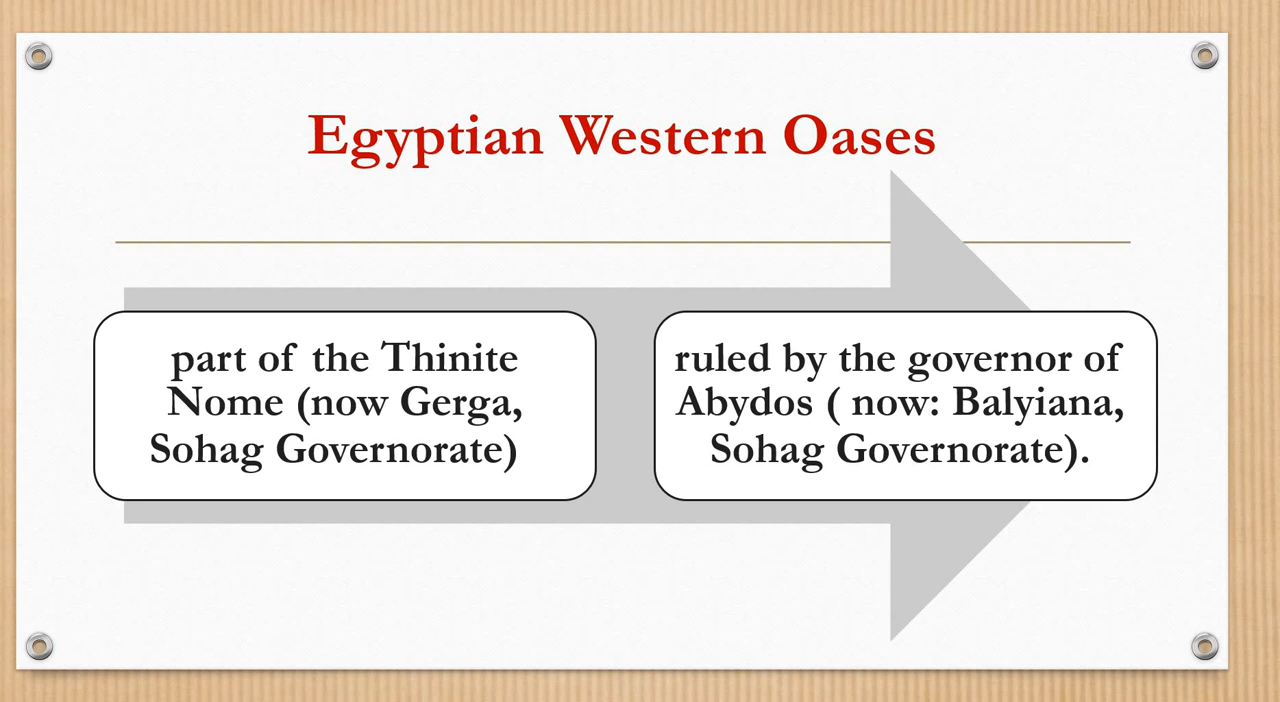 Egyptian Western Oases
part of the Thinite
Nome (now Gerga,
Sohag Governorate)
ruled by the governor of
Abydos ( now: Balyiana,
Sohag Governorate).